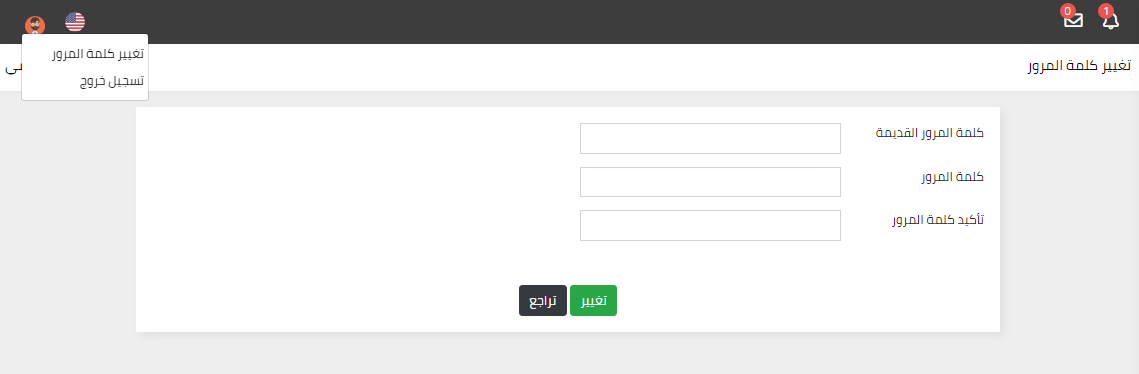 1
0
تغيير كلمة المرور
تسجيل خروج
تغيير كلمة المرور
كلمة المرور القديمة
كلمة المرور
تأكيد كلمة المرور
تغيير
تراجع